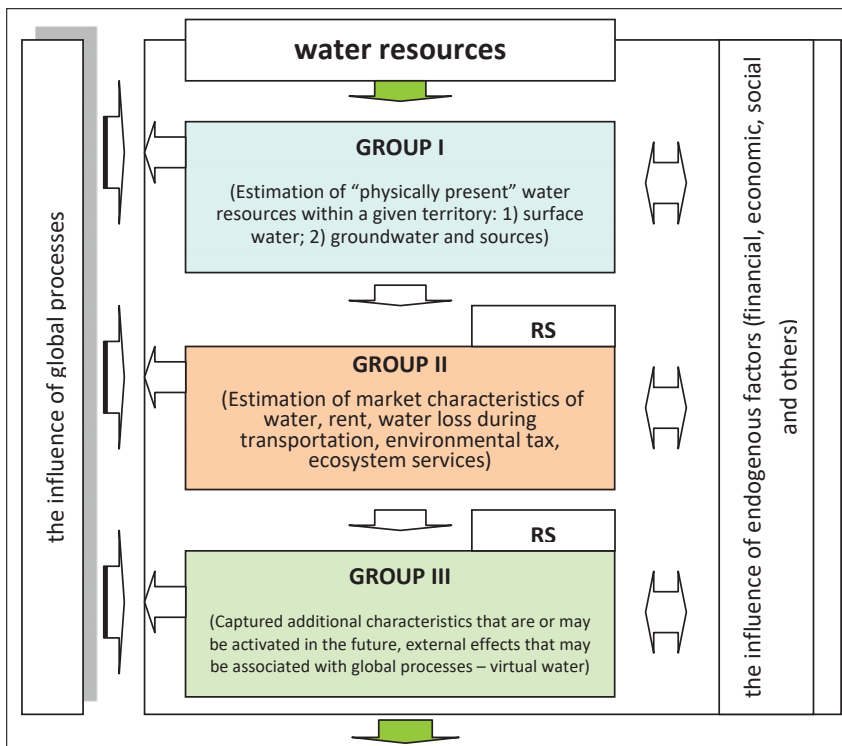 water resources
the influence of global processes
GROUP I
(Estimation of “physically present” water
resources within a given territory: 1) surface
water; 2) groundwater and sources)
RS
GROUP II
(Estimation of market characteristics of
water, rent, water loss during
transportation, environmental tax,
ecosystem services)
RS
GROUP III
(Captured additional characteristics that are or may
be activated in the future, external effects that may
be associated with global processes – virtual water)
the influence of endogenous factors (financial, economic, social
and others)